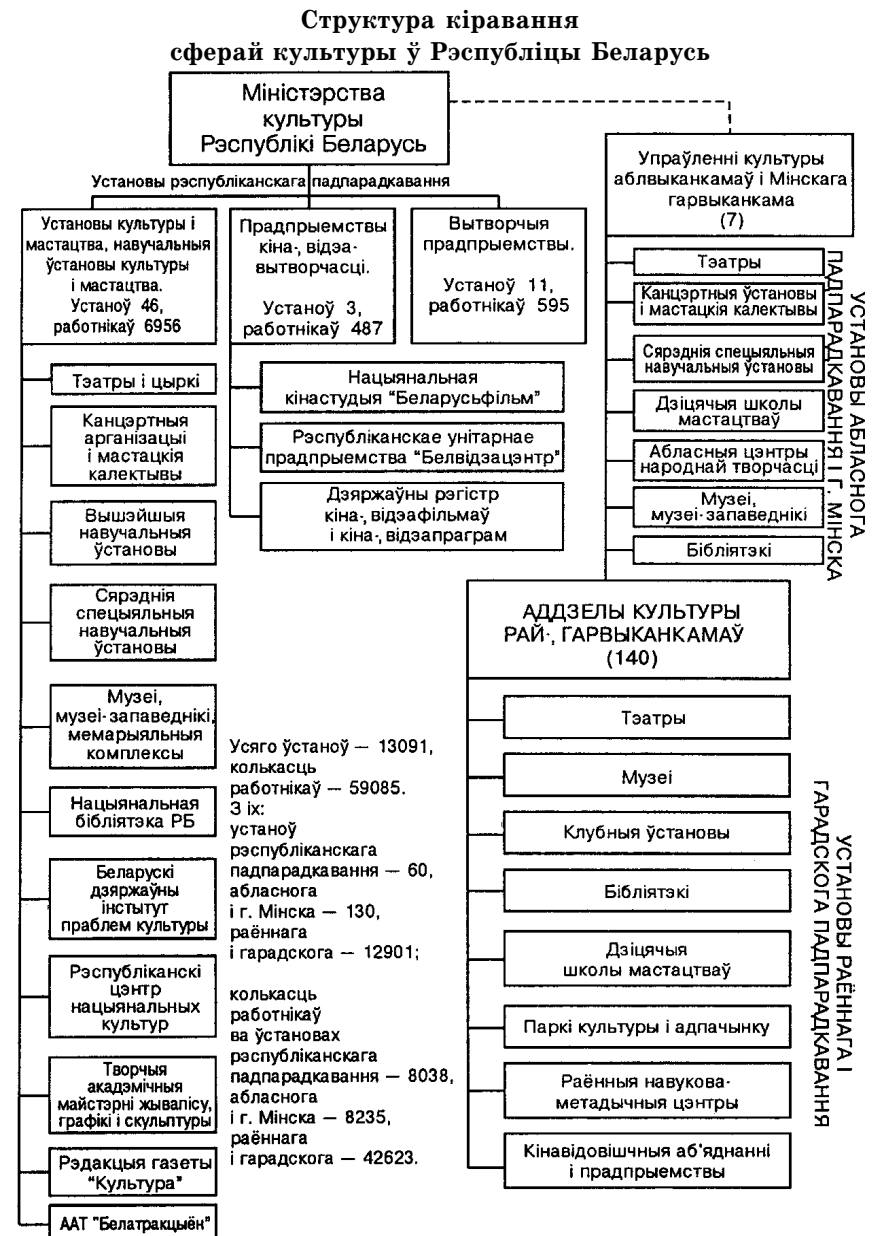 Структура кіравання
сферай культуры ў Рэспубліцы Беларусь
Міністэрства
культуры
Рэспублікі Беларусь
Установы рэспубліканскага падпарадкавання
Установы культуры і
мастацтва, навучальныя
ўстановы культуры
і мастацтва.
Устаноў 46,
работнікаў 6956
Прадпрыемствы
кіна-, відэа-
вытворчасці.
Устаноў 3,
работнікаў 487
Вытворчыя
прадпрыемствы.
Устаноў 11,
работнікаў 595
Тэатры і цыркі
Канцэртныя
арганізацыі
і мастацкія
калектывы
Вышэйшыя
навучальныя
ўстановы
Сярэднія
спецыяльныя
навучальныя
ўстановы
Музеі,
музеі-запаведнікі,
мемарыяльныя
комплексы
Нацыянальная
бібліятэка РБ
Беларускі
дзяржаўны
інстытут
праблем культуры
Рэспубліканскі
цэнтр
нацыянальных
культур
Творчыя
акадэмічныя
майстэрні жывапісу,
графікі і скульптуры
Рэдакцыя газеты
"Культура"
ААТ "Белатракцыён"
Нацыянальная
кінастудыя "Беларусьфільм"
Рэспубліканскае унітарнае
прадпрыемства "Белвідэацэнтр"
Дзяржаўны рэгістр
кіна-, відэафільмаў
і кіна-, відэапраграм
Усяго ўстаноў — 13091,
колькасць
работнікаў — 59085.
З іх:
устаноў
рэспубліканскага
падпарадкавання — 60,
абласнога
і г. Мінска — 130,
раённага
і гарадскога — 12901;
колькасць
работнікаў
ва ўстановах
рэспубліканскага
падпарадкавання — 8038,
абласнога
і г. Мінска — 8235,
раённага
і гарадскога — 42623.
Упраўленні культуры
аблвыканкамаў і Мінскага
гарвыканкама
(7)
Тэатры
Канцэртныя ўстановы
і мастацкія калектывы
Сярэднія спецыяльныя
навучальныя ўстановы
Дзіцячыя школы
мастацтваў
Абласныя цэнтры
народнай творчасці
Музеі,
музеі-запаведнікі
Бібліятэкі
УСТАНОВЫ АБЛАСНОГА
ПАДПАРАДКАВАННЯ І Г. МІНСКА
АДДЗЕЛЫ КУЛЬТУРЫ
РАЙ-, ГАРВЫКАНКАМАЎ
(140)
Тэатры
Музеі
Клубныя ўстановы
Бібліятэкі
Дзіцячыя
школы мастацтваў
Паркі культуры і адпачынку
Раённыя навукова-
метадычныя цэнтры
Кінавідовішчныя аб'яднанні
і прадпрыемствы
УСТАНОВЫ РАЁННАГА І
ГАРАДСКОГА ПАДПАРАДКАВАННЯ